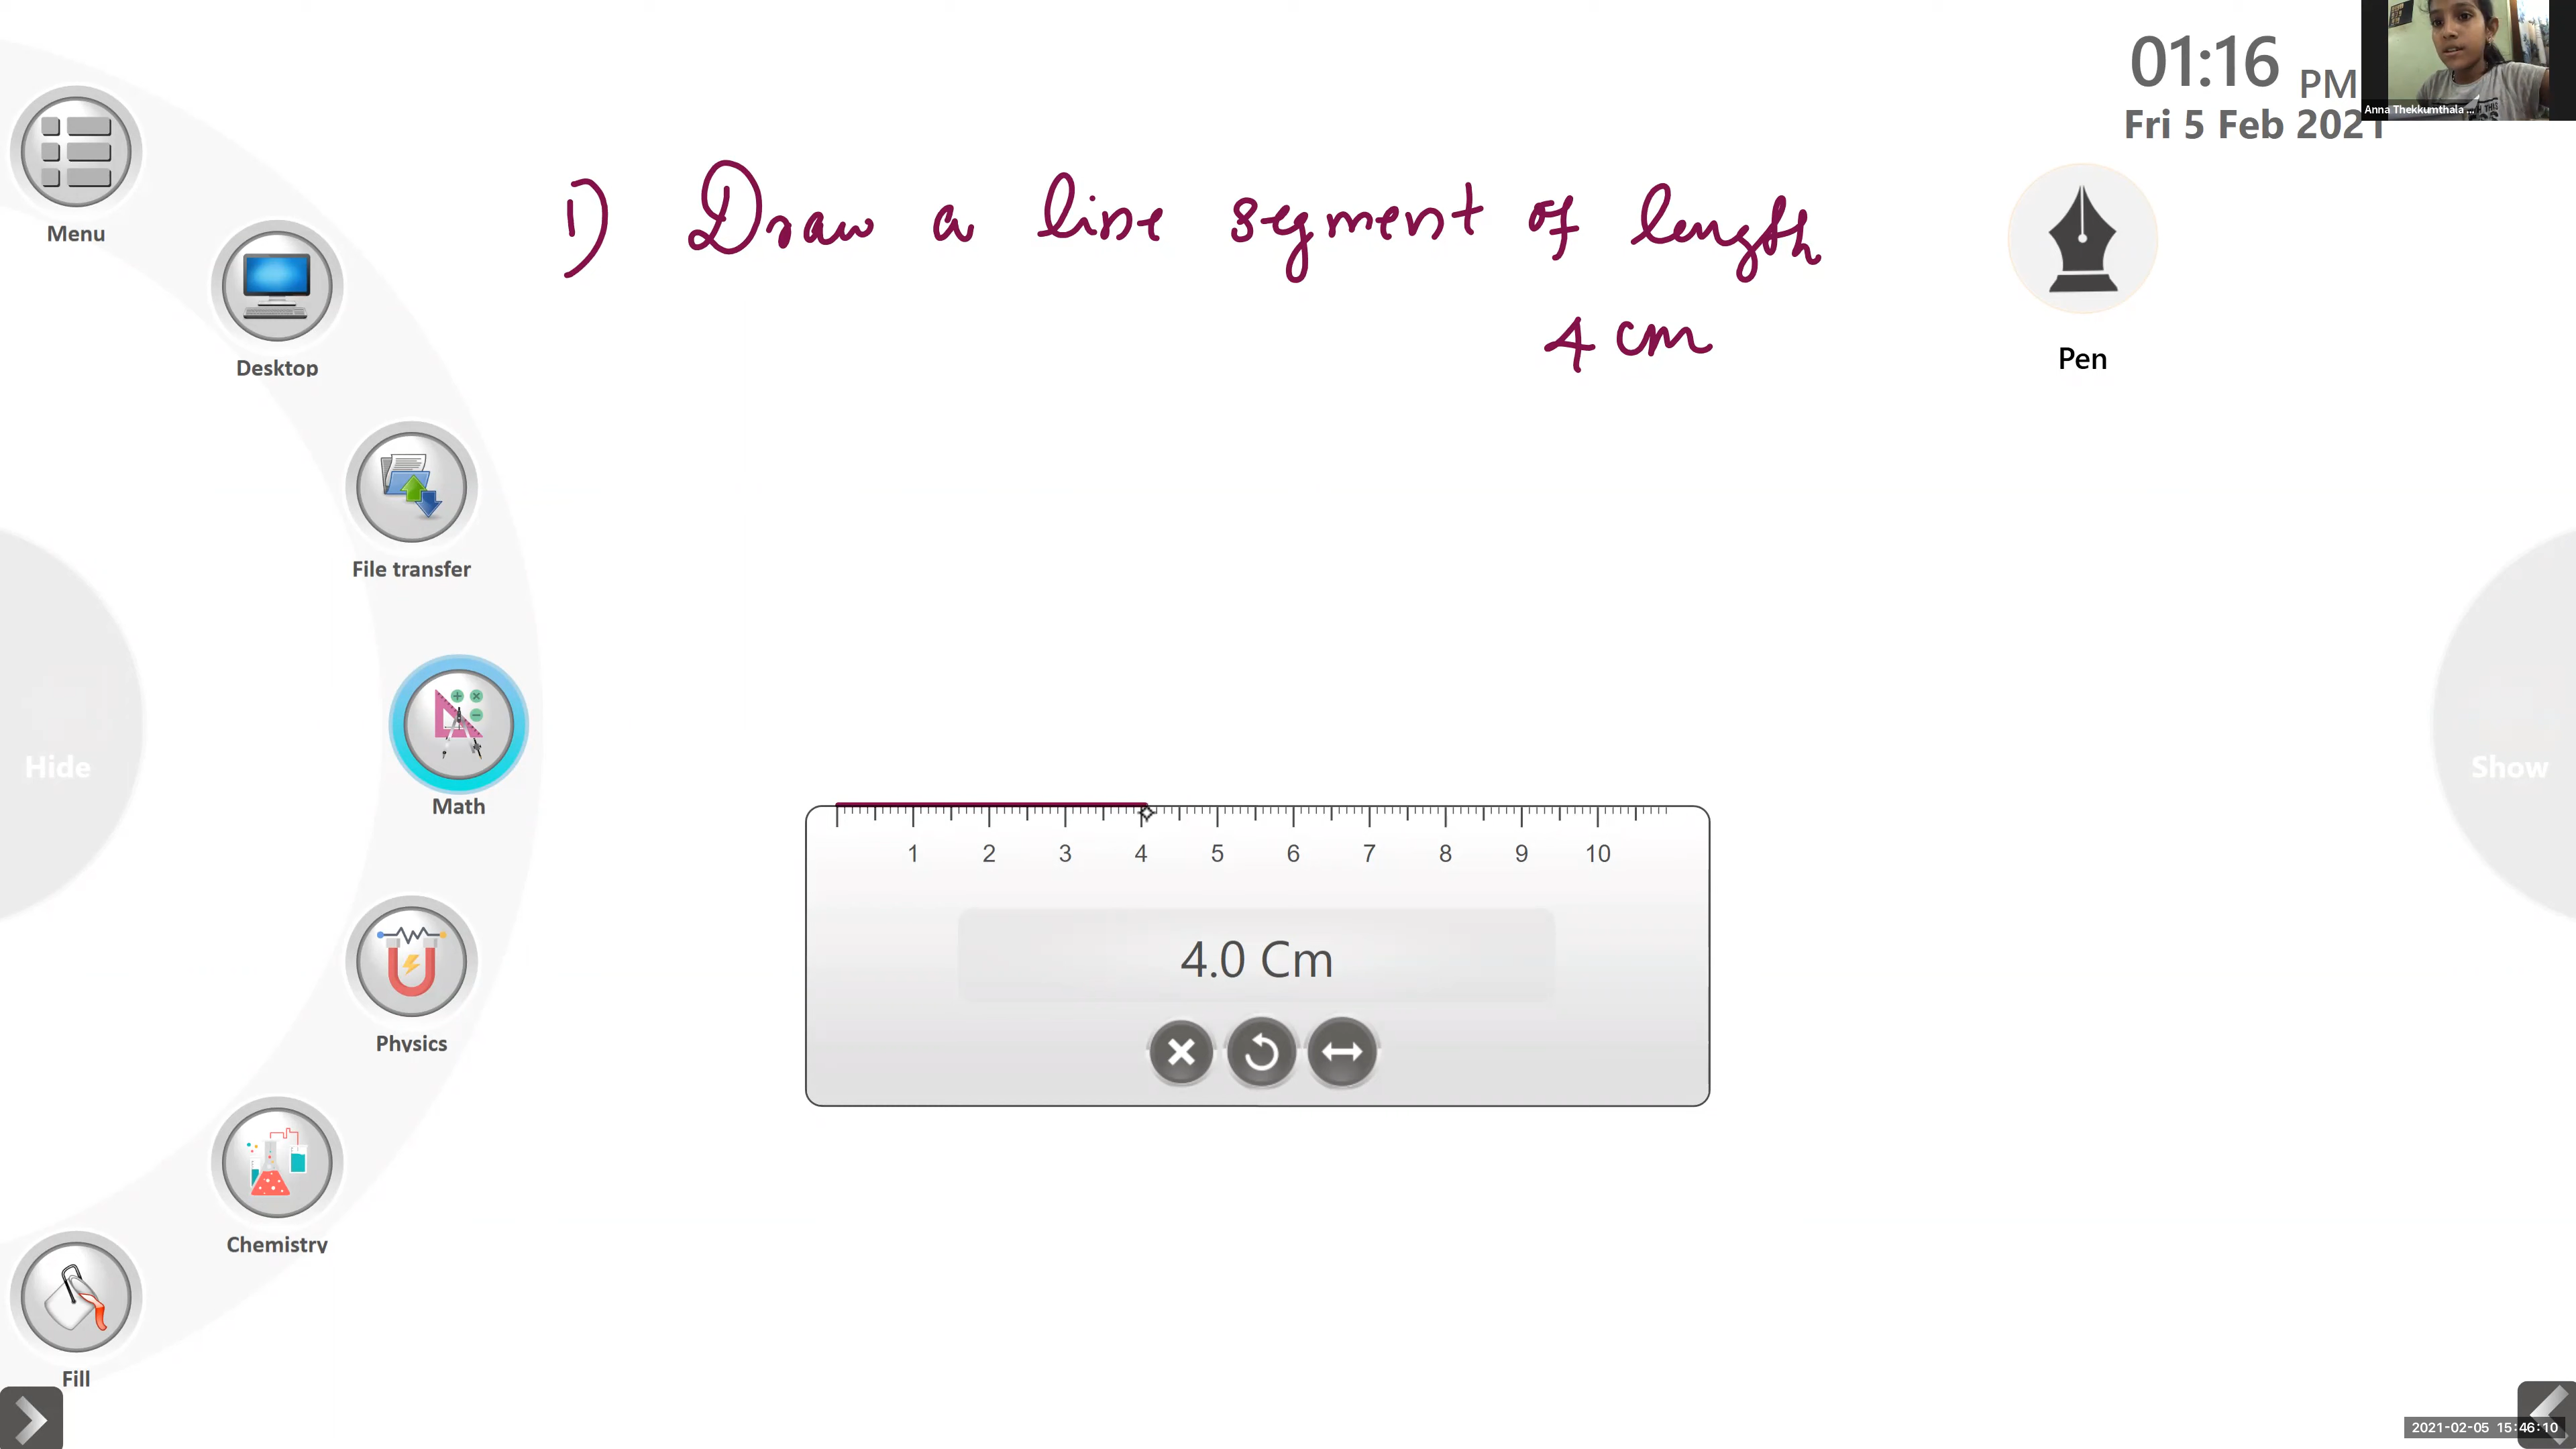 01:16 PM
Fri 5 Feb 2021
Anna Thekkumthala ...
Menu
1) Draw a line segment of length
4 cm
Pen
Desktop
File transfer
Hide
Show
Math
1 2 3 4 5 6 7 8 9 10
4.0 Cm
Physics
Chemistry
Fill
2021-02-05 15:46:10